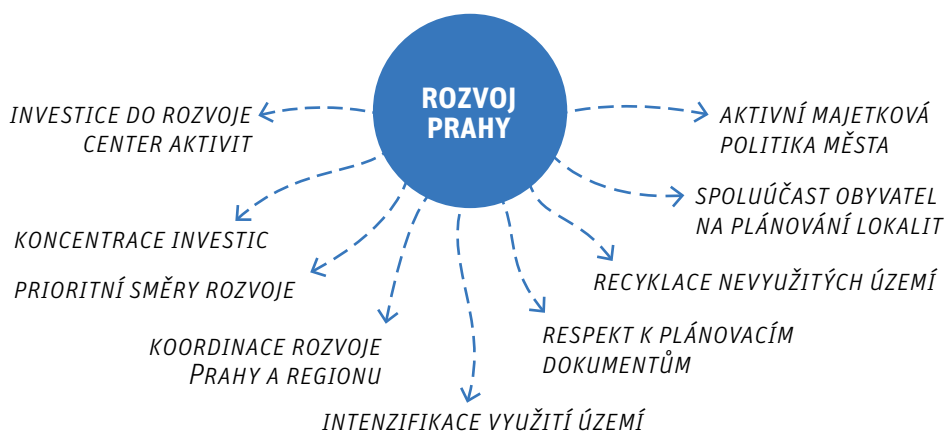 ROZVOJ
PRAHY
INVESTICE DO ROZVOJE
CENTER AKTIVIT
KONCENTRACE INVESTIC
PRIORITNÍ SMĚRY ROZVOJE
KOORDINACE ROZVOJE
PRAHY A REGIONU
INTENZIFIKACE VYUŽITÍ ÚZEMÍ
RESPEKT K PLÁNOVACÍM
DOKUMENTŮM
RECYKLACE NEVYUŽITÝCH ÚZEMÍ
SPOLUÚČAST OBYVATEL
NA PLÁNOVÁNÍ LOKALIT
AKTIVNÍ MAJETKOVÁ
POLITIKA MĚSTA